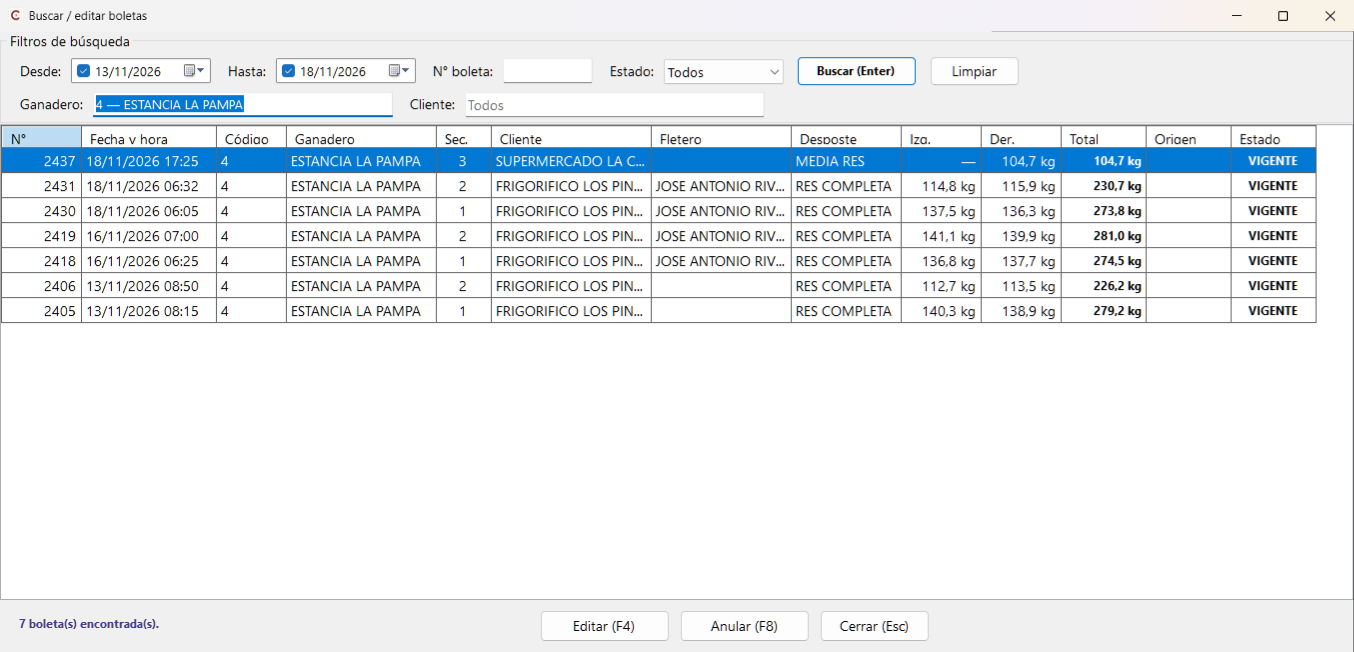 Buscar / editar boletas
Filtros de búsqueda
Desde: 13/11/2026 Hasta: 18/11/2026 Nº boleta: Estado: Todos Buscar (Enter) Limpiar
Ganadero: 4 — ESTANCIA LA PAMPA Cliente: Todos
Nº Fecha y hora Código Ganadero Sec. Cliente Fletero Desposte Izq. Der. Total Origen Estado
2437 18/11/2026 17:25 4 ESTANCIA LA PAMPA 3 SUPERMERCADO LA C... MEDIA RES — 104,7 kg 104,7 kg VIGENTE
2431 18/11/2026 06:32 4 ESTANCIA LA PAMPA 2 FRIGORIFICO LOS PIN... JOSE ANTONIO RIV... RES COMPLETA 114,8 kg 115,9 kg 230,7 kg VIGENTE
2430 18/11/2026 06:05 4 ESTANCIA LA PAMPA 1 FRIGORIFICO LOS PIN... JOSE ANTONIO RIV... RES COMPLETA 137,5 kg 136,3 kg 273,8 kg VIGENTE
2419 16/11/2026 07:00 4 ESTANCIA LA PAMPA 2 FRIGORIFICO LOS PIN... JOSE ANTONIO RIV... RES COMPLETA 141,1 kg 139,9 kg 281,0 kg VIGENTE
2418 16/11/2026 06:25 4 ESTANCIA LA PAMPA 1 FRIGORIFICO LOS PIN... JOSE ANTONIO RIV... RES COMPLETA 136,8 kg 137,7 kg 274,5 kg VIGENTE
2406 13/11/2026 08:50 4 ESTANCIA LA PAMPA 2 FRIGORIFICO LOS PIN... RES COMPLETA 112,7 kg 113,5 kg 226,2 kg VIGENTE
2405 13/11/2026 08:15 4 ESTANCIA LA PAMPA 1 FRIGORIFICO LOS PIN... RES COMPLETA 140,3 kg 138,9 kg 279,2 kg VIGENTE
7 boleta(s) encontrada(s). Editar (F4) Anular (F8) Cerrar (Esc)